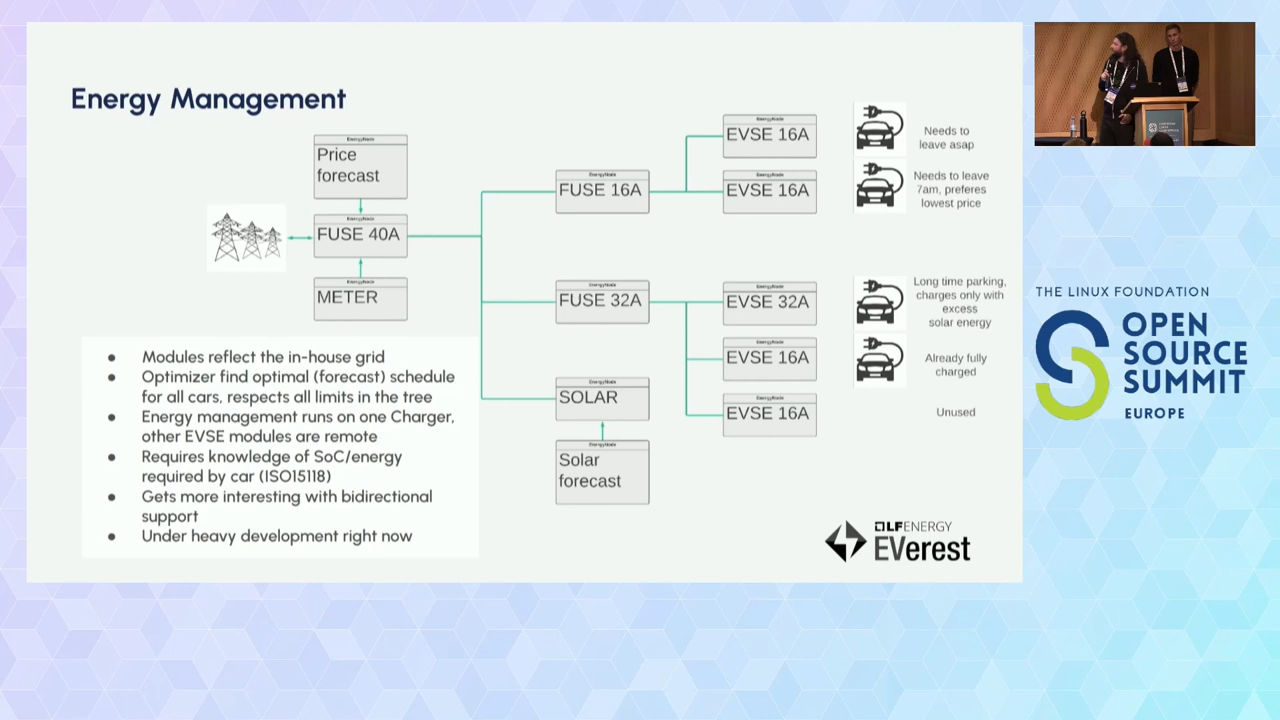 Energy Management
EnergyNode
Price
forecast
EnergyNode
FUSE 40A
EnergyNode
METER
EnergyNode
FUSE 16A
EnergyNode
FUSE 32A
EnergyNode
SOLAR
EnergyNode
Solar
forecast
EnergyNode
EVSE 16A
EnergyNode
EVSE 16A
EnergyNode
EVSE 32A
EnergyNode
EVSE 16A
EnergyNode
EVSE 16A
Needs to
leave asap
Needs to leave
7am, preferes
lowest price
Long time parking,
charges only with
excess
solar energy
Already fully
charged
Unused
● Modules reflect the in-house grid
● Optimizer find optimal (forecast) schedule
for all cars, respects all limits in the tree
● Energy management runs on one Charger,
other EVSE modules are remote
● Requires knowledge of SoC/energy
required by car (ISO15118)
● Gets more interesting with bidirectional
support
● Under heavy development right now
LFENERGY
EVerest
THE LINUX FOUNDATION
OPEN
SOURCE
SUMMIT
EUROPE